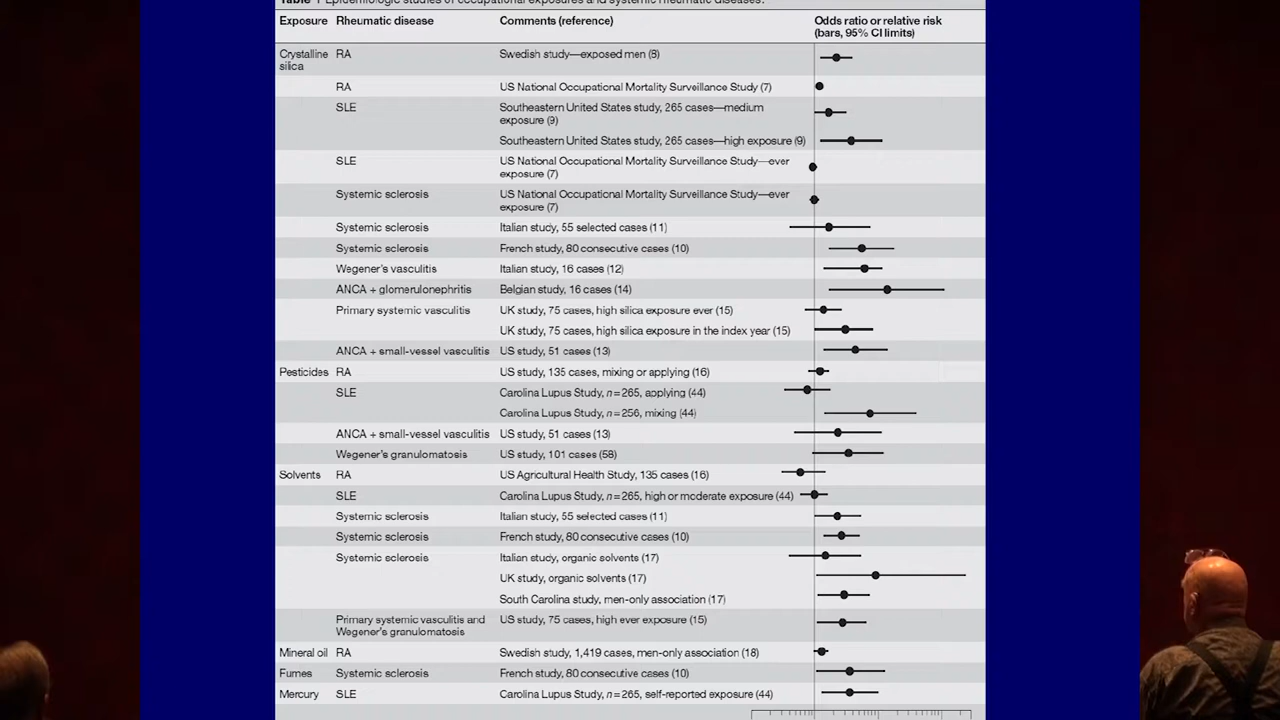 Table 1 Epidemiologic studies of occupational exposures and systemic rheumatic diseases.
Exposure Rheumatic disease Comments (reference) Odds ratio or relative risk
(bars, 95% CI limits)
Crystalline RA Swedish study—exposed men (8)
silica
RA US National Occupational Mortality Surveillance Study (7)
SLE Southeastern United States study, 265 cases—medium
exposure (9)
Southeastern United States study, 265 cases—high exposure (9)
SLE US National Occupational Mortality Surveillance Study—ever
exposure (7)
Systemic sclerosis US National Occupational Mortality Surveillance Study—ever
exposure (7)
Systemic sclerosis Italian study, 55 selected cases (11)
Systemic sclerosis French study, 80 consecutive cases (10)
Wegener's vasculitis Italian study, 16 cases (12)
ANCA + glomerulonephritis Belgian study, 16 cases (14)
Primary systemic vasculitis UK study, 75 cases, high silica exposure ever (15)
UK study, 75 cases, high silica exposure in the index year (15)
ANCA + small-vessel vasculitis US study, 51 cases (13)
Pesticides RA US study, 135 cases, mixing or applying (16)
SLE Carolina Lupus Study, n=265, applying (44)
Carolina Lupus Study, n=256, mixing (44)
ANCA + small-vessel vasculitis US study, 51 cases (13)
Wegener's granulomatosis US study, 101 cases (58)
Solvents RA US Agricultural Health Study, 135 cases (16)
SLE Carolina Lupus Study, n=265, high or moderate exposure (44)
Systemic sclerosis Italian study, 55 selected cases (11)
Systemic sclerosis French study, 80 consecutive cases (10)
Systemic sclerosis Italian study, organic solvents (17)
UK study, organic solvents (17)
South Carolina study, men-only association (17)
Primary systemic vasculitis and US study, 75 cases, high ever exposure (15)
Wegener's granulomatosis
Mineral oil RA Swedish study, 1,419 cases, men-only association (18)
Fumes Systemic sclerosis French study, 80 consecutive cases (10)
Mercury SLE Carolina Lupus Study, n=265, self-reported exposure (44)